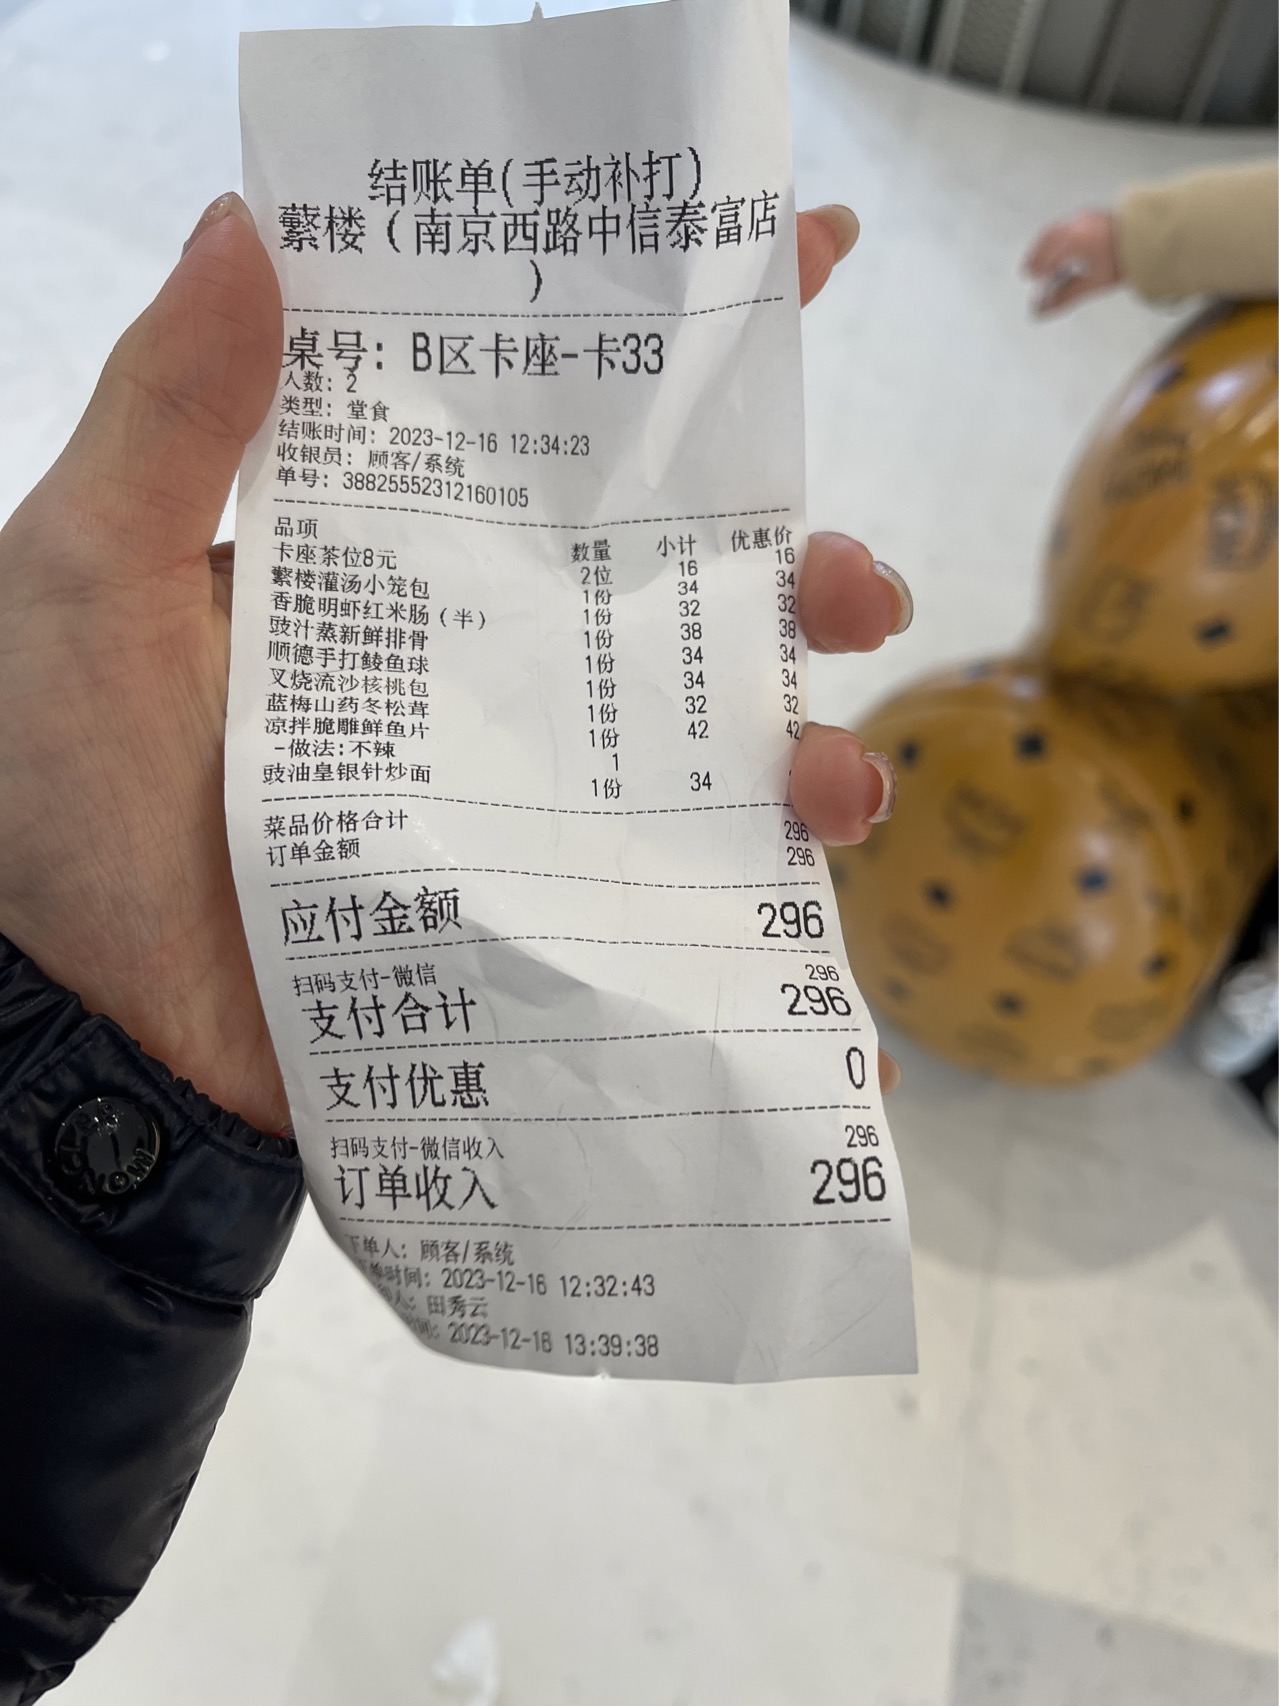 结账单(手动补打)
蘩楼(南京西路中信泰富店
)
桌号: B区卡座-卡33
人数: 2
类型: 堂食
结账时间: 2023-12-16 12:34:23
收银员: 顾客/系统
单号: 38825552312160105
品项 数量 小计 优惠价
卡座茶位8元 2位 16 16
蘩楼灌汤小笼包 1份 34 34
香脆明虾红米肠(半) 1份 32 32
豉汁蒸新鲜排骨 1份 38 38
顺德手打鲮鱼球 1份 34 34
叉烧流沙核桃包 1份 34 34
蓝梅山药冬松茸 1份 32 32
凉拌脆雕鲜鱼片 1份 42 42
-做法:不辣 1
豉油皇银针炒面 1份 34
菜品价格合计 296
订单金额 296
应付金额 296
扫码支付-微信 296
支付合计 296
支付优惠 0
扫码支付-微信收入 296
订单收入 296
下单人: 顾客/系统
单时间: 2023-12-16 12:32:43
人: 田秀云
时间: 2023-12-16 13:39:38